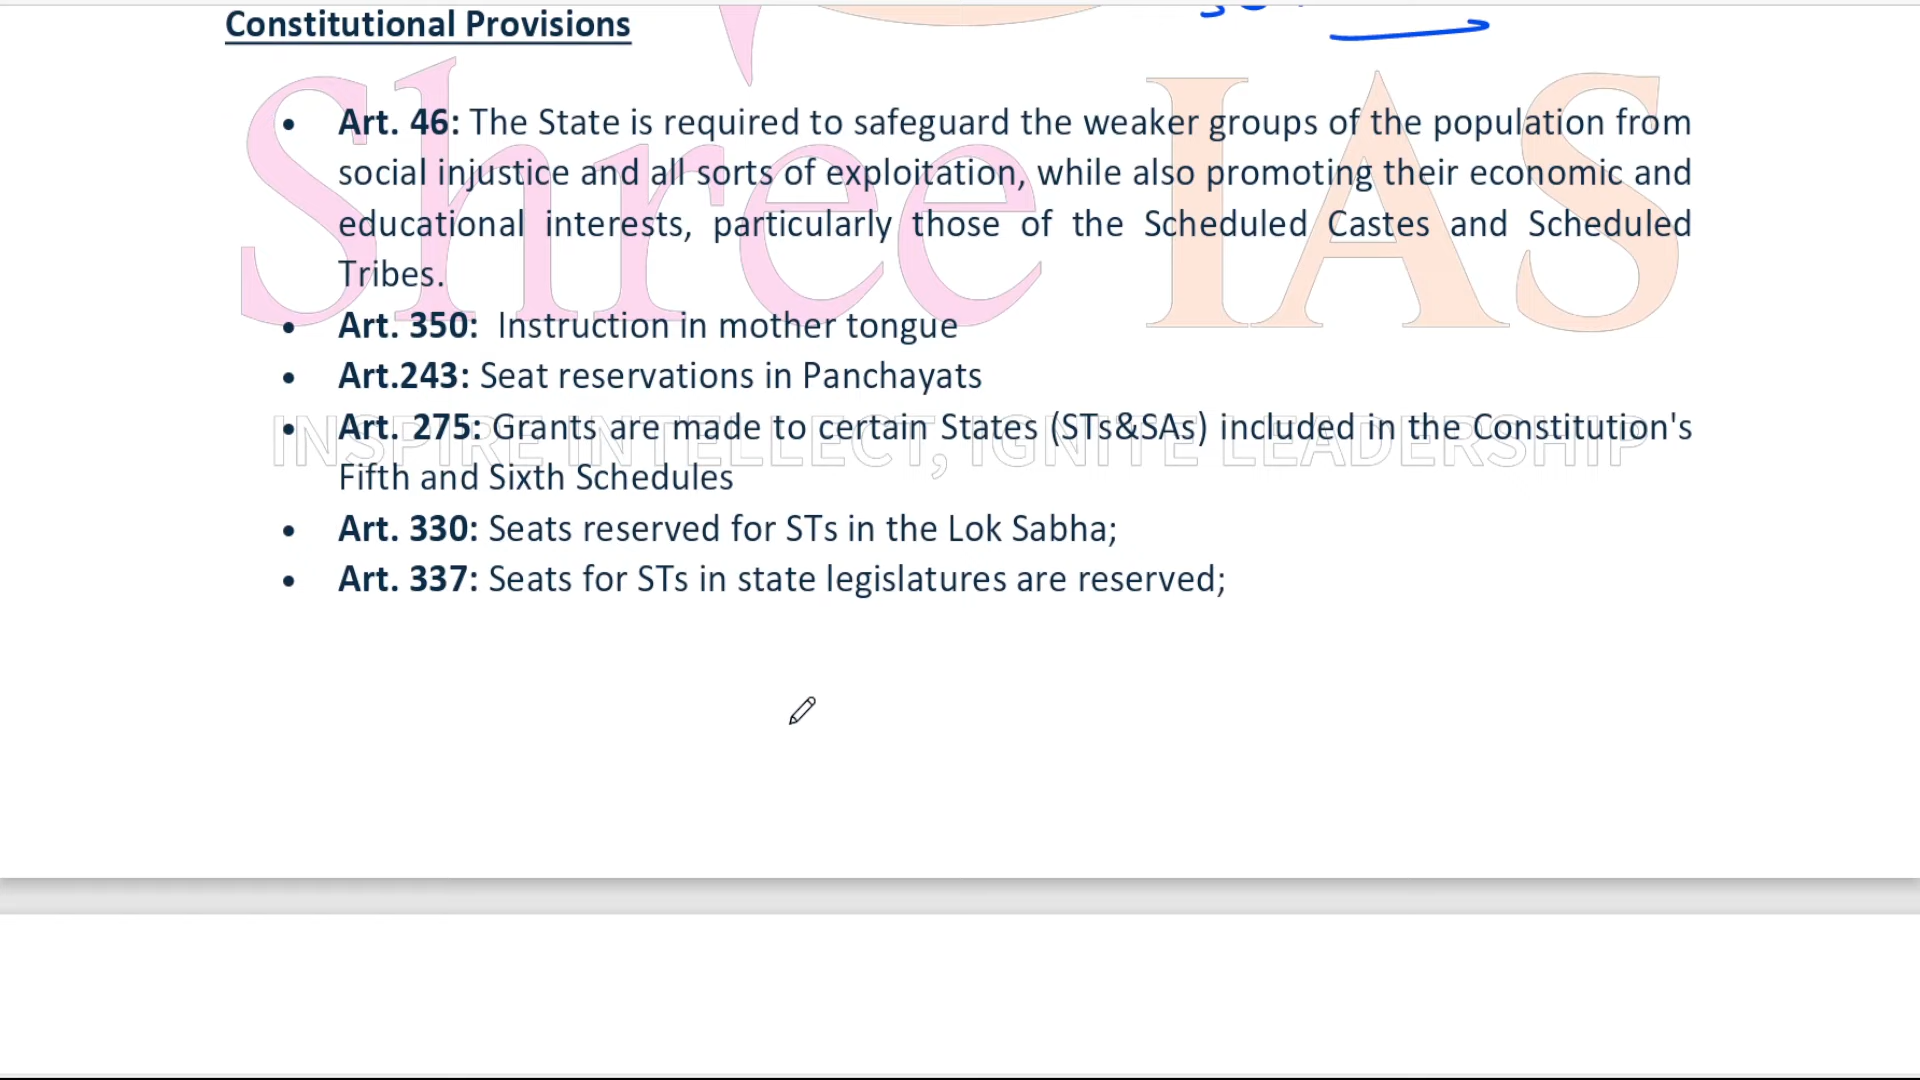 Constitutional Provisions
Shree IAS
• Art. 46: The State is required to safeguard the weaker groups of the population from
social injustice and all sorts of exploitation, while also promoting their economic and
educational interests, particularly those of the Scheduled Castes and Scheduled
Tribes.
• Art. 350: Instruction in mother tongue
• Art.243: Seat reservations in Panchayats
• Art. 275: Grants are made to certain States (STs&SAs) included in the Constitution's
INSPIRE INTELLECT, IGNITE LEADERSHIP
Fifth and Sixth Schedules
• Art. 330: Seats reserved for STs in the Lok Sabha;
• Art. 337: Seats for STs in state legislatures are reserved;